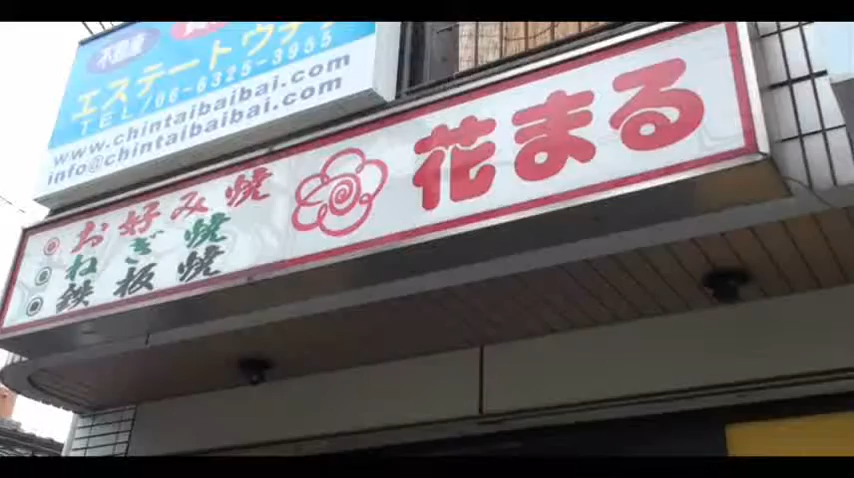 不動産
エステートウ
TEL/06-6325-3955
www.chintaibaibai.com
info@chintaibaibai.com
お好み焼
ねぎ焼
鉄板焼
花まる